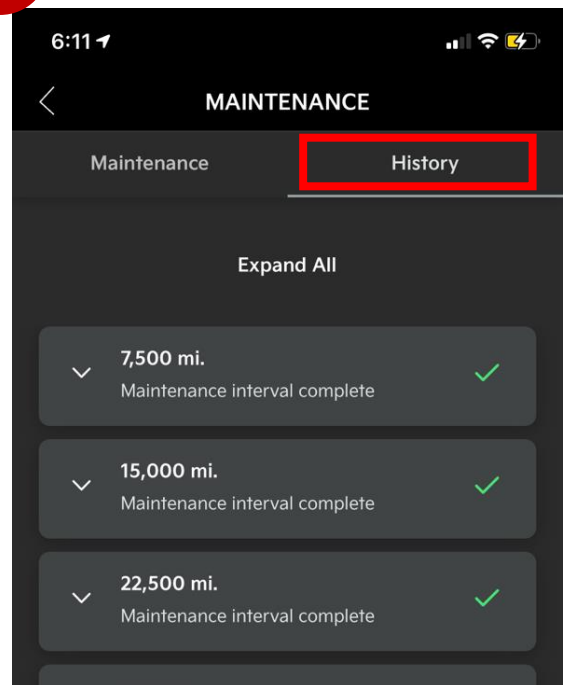 6:11
MAINTENANCE
Maintenance
History
Expand All
7,500 mi.
Maintenance interval complete
15,000 mi.
Maintenance interval complete
22,500 mi.
Maintenance interval complete